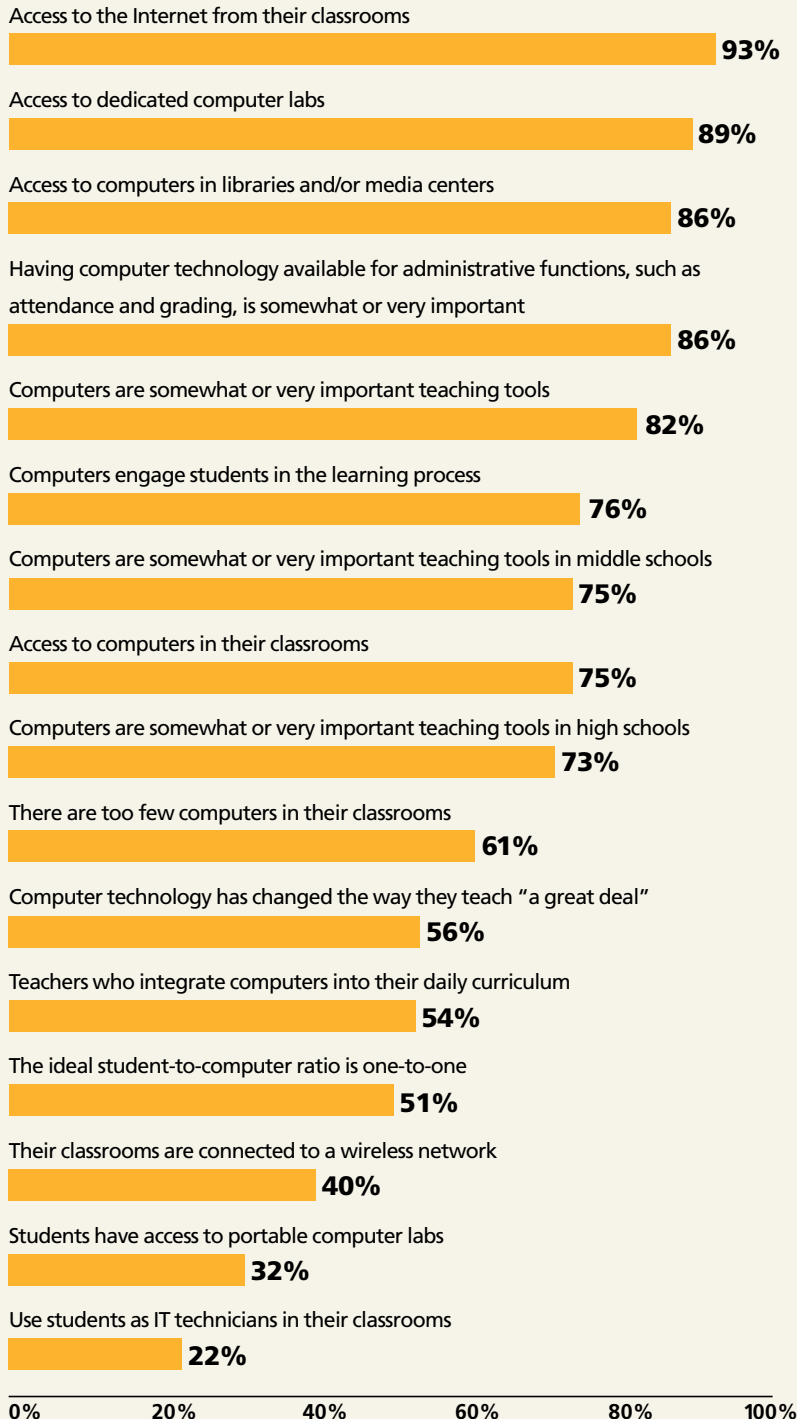 Access to the Internet from their classrooms
93%
Access to dedicated computer labs
89%
Access to computers in libraries and/or media centers
86%
Having computer technology available for administrative functions, such as
attendance and grading, is somewhat or very important
86%
Computers are somewhat or very important teaching tools
82%
Computers engage students in the learning process
76%
Computers are somewhat or very important teaching tools in middle schools
75%
Access to computers in their classrooms
75%
Computers are somewhat or very important teaching tools in high schools
73%
There are too few computers in their classrooms
61%
Computer technology has changed the way they teach “a great deal”
56%
Teachers who integrate computers into their daily curriculum
54%
The ideal student-to-computer ratio is one-to-one
51%
Their classrooms are connected to a wireless network
40%
Students have access to portable computer labs
32%
Use students as IT technicians in their classrooms
22%
0% 20% 40% 60% 80% 100%